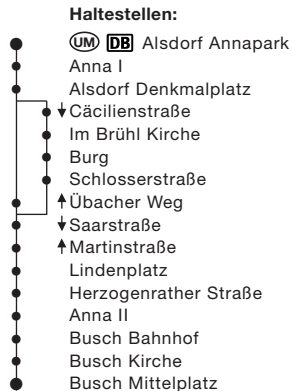 Haltestellen:
UM DB Alsdorf Annapark
Anna I
Alsdorf Denkmalplatz
Cäcilienstraße
Im Brühl Kirche
Burg
Schlosserstraße
Übacher Weg
Saarstraße
Martinstraße
Lindenplatz
Herzogenrather Straße
Anna II
Busch Bahnhof
Busch Kirche
Busch Mittelplatz